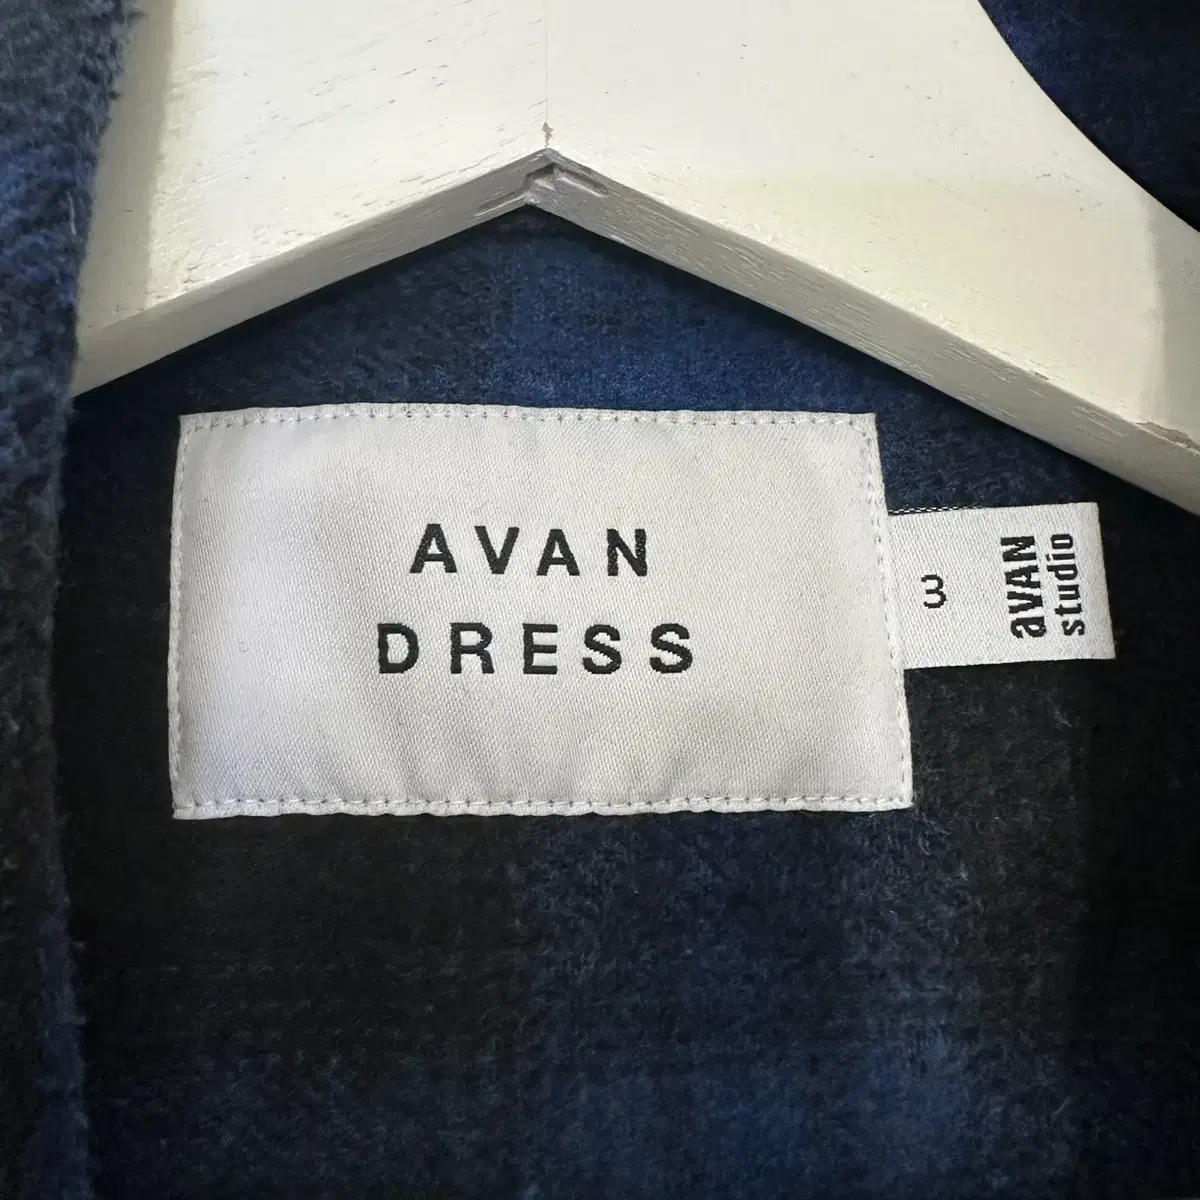 AVAN
DRESS
3
aVAN
studio